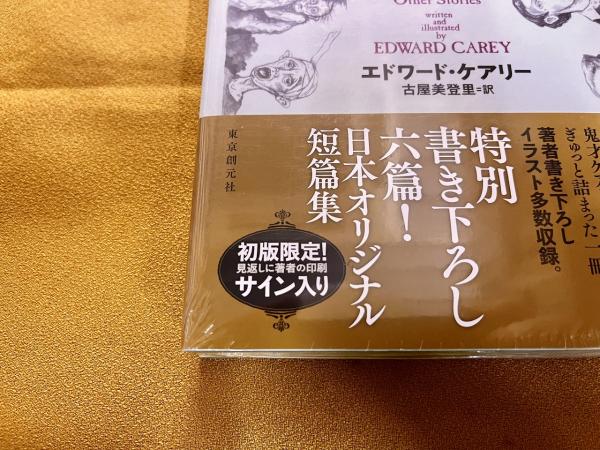 Other Stories
written
and
illustrated
by
EDWARD CAREY
エドワード・ケアリー
古屋美登里=訳
鬼才ケア
ぎゅっと詰まった一冊
著者書き下ろし
イラスト多数収録。
特別
書き下ろし
六篇!
日本オリジナル
短篇集
東京創元社
初版限定!
見返しに著者の印刷
サイン入り